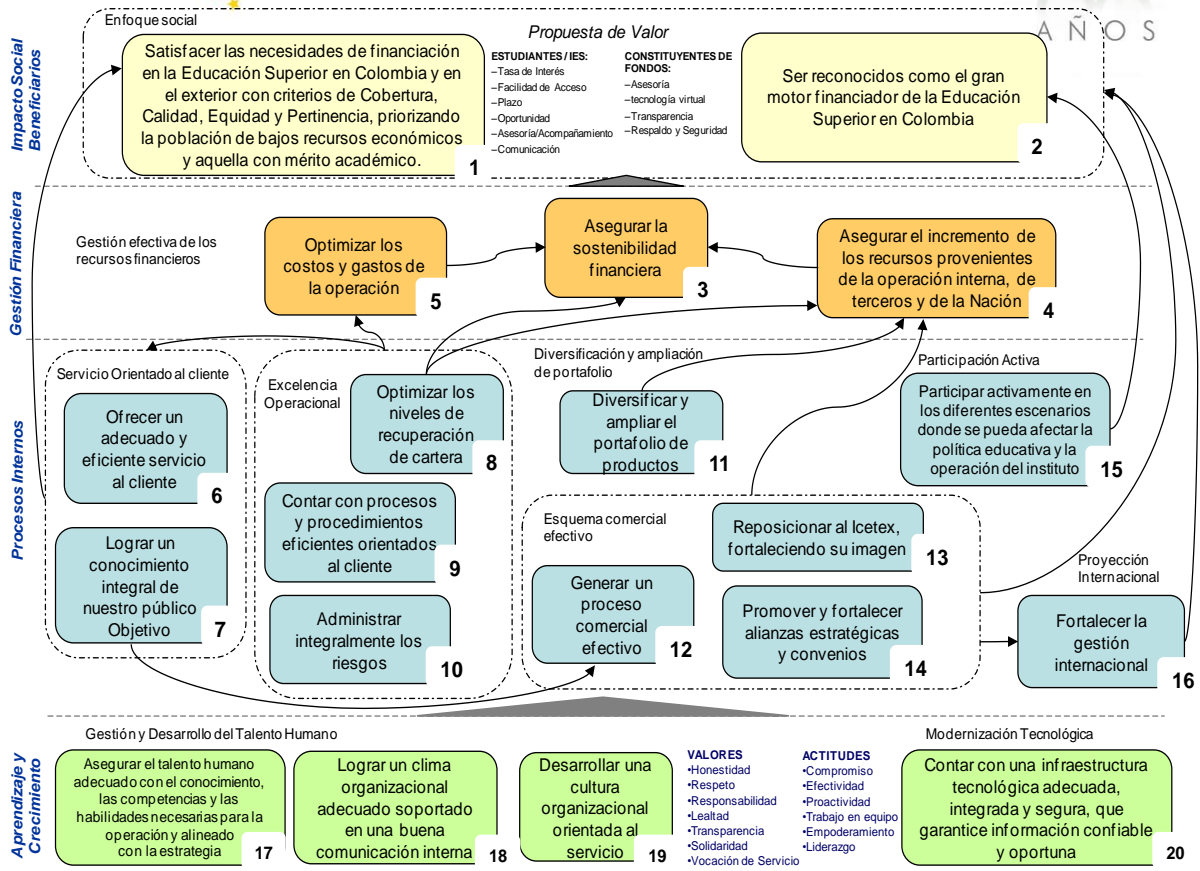 AÑOS
Impacto Social
Beneficiarios
Enfoque social
Satisfacer las necesidades de financiación
en la Educación Superior en Colombia y en
el exterior con criterios de Cobertura,
Calidad, Equidad y Pertinencia, priorizando
la población de bajos recursos económicos
y aquella con mérito académico.
1
Propuesta de Valor
ESTUDIANTES / IES:
–Tasa de Interés
–Facilidad de Acceso
–Plazo
–Oportunidad
–Asesoría/Acompañamiento
–Comunicación
CONSTITUYENTES DE
FONDOS:
–Asesoría
–tecnología virtual
–Transparencia
–Respaldo y Seguridad
Ser reconocidos como el gran
motor financiador de la Educación
Superior en Colombia
2
Gestión Financiera
Gestión efectiva de los
recursos financieros
Optimizar los
costos y gastos de
la operación
5
Asegurar la
sostenibilidad
financiera
3
Asegurar el incremento de
los recursos provenientes
de la operación interna, de
terceros y de la Nación
4
Procesos Internos
Servicio Orientado al cliente
Ofrecer un
adecuado y
eficiente servicio
al cliente
6
Lograr un
conocimiento
integral de
nuestro público
Objetivo
7
Excelencia
Operacional
Optimizar los
niveles de
recuperación
de cartera
8
Contar con procesos
y procedimientos
eficientes orientados
al cliente
9
Administrar
integralmente los
riesgos
10
Diversificación y ampliación
de portafolio
Diversificar y
ampliar el
portafolio de
productos
11
Participación Activa
Participar activamente en
los diferentes escenarios
donde se pueda afectar la
política educativa y la
operación del instituto
15
Esquema comercial
efectivo
Generar un
proceso
comercial
efectivo
12
Reposicionar al Icetex,
fortaleciendo su imagen
13
Promover y fortalecer
alianzas estratégicas
y convenios
14
Proyección
Internacional
Fortalecer la
gestión
internacional
16
Aprendizaje y
Crecimiento
Gestión y Desarrollo del Talento Humano
Asegurar el talento humano
adecuado con el conocimiento,
las competencias y las
habilidades necesarias para la
operación y alineado
con la estrategia
17
Lograr un clima
organizacional
adecuado soportado
en una buena
comunicación interna
18
Desarrollar una
cultura
organizacional
orientada al
servicio
19
VALORES
•Honestidad
•Respeto
•Responsabilidad
•Lealtad
•Transparencia
•Solidaridad
•Vocación de Servicio
ACTITUDES
•Compromiso
•Efectividad
•Proactividad
•Trabajo en equipo
•Empoderamiento
•Liderazgo
Modernización Tecnológica
Contar con una infraestructura
tecnológica adecuada,
integrada y segura, que
garantice información confiable
y oportuna
20